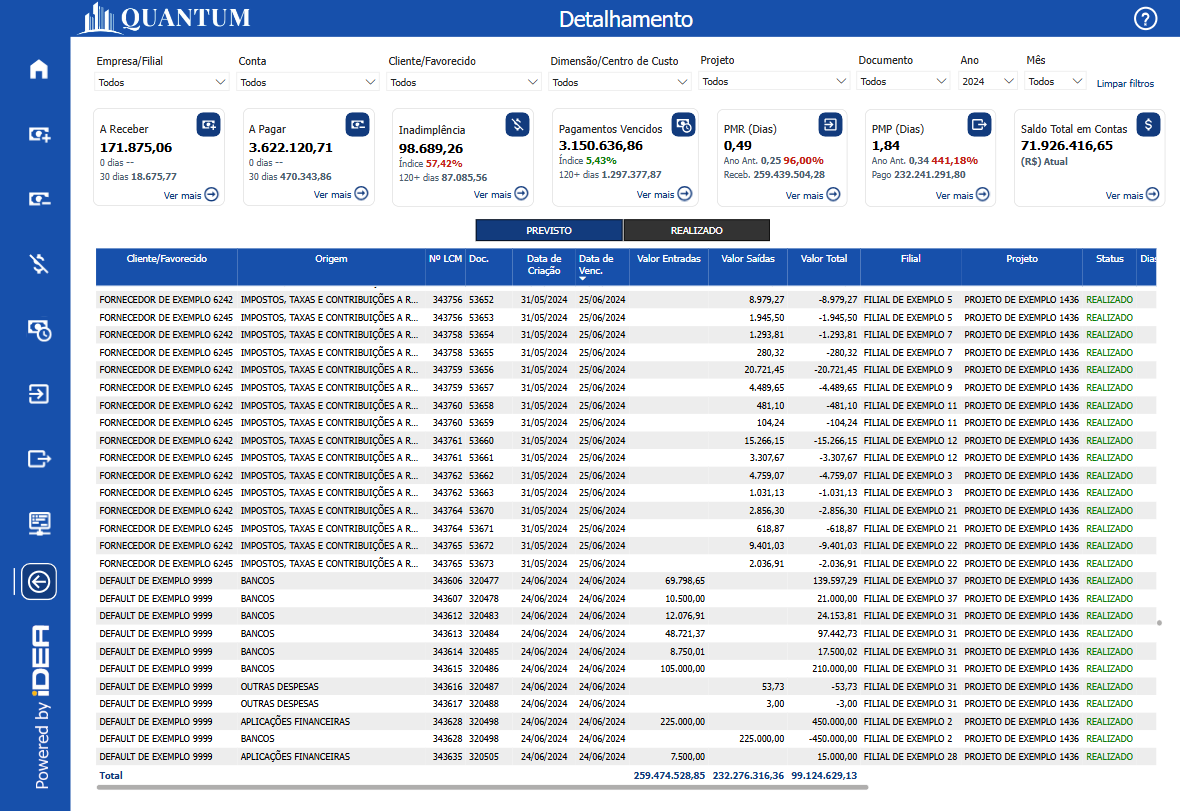 QUANTUM
Detalhamento
?
Empresa/Filial Conta Cliente/Favorecido Dimensão/Centro de Custo Projeto Documento Ano Mês
Todos Todos Todos Todos Todos Todos 2024 Todos Limpar filtros
A Receber
171.875,06
0 dias --
30 dias 18.675,77
Ver mais
A Pagar
3.622.120,71
0 dias --
30 dias 470.343,86
Ver mais
Inadimplência
98.689,26
Índice 57,42%
120+ dias 87.085,56
Ver mais
Pagamentos Vencidos
3.150.636,86
Índice 5,43%
120+ dias 1.297.377,87
Ver mais
PMR (Dias)
0,49
Ano Ant. 0,25 96,00%
Receb. 259.439.504,28
Ver mais
PMP (Dias)
1,84
Ano Ant. 0,34 441,18%
Pago 232.241.291,80
Ver mais
Saldo Total em Contas
$
71.926.416,65
(R$) Atual
Ver mais
PREVISTO REALIZADO
Cliente/Favorecido Origem Nº LCM Doc. Data de Criação Data de Venc. Valor Entradas Valor Saídas Valor Total Filial Projeto Status Dias
FORNECEDOR DE EXEMPLO 6242 IMPOSTOS, TAXAS E CONTRIBUIÇÕES A R... 343756 53652 31/05/2024 25/06/2024 8.979,27 -8.979,27 FILIAL DE EXEMPLO 5 PROJETO DE EXEMPLO 1436 REALIZADO
FORNECEDOR DE EXEMPLO 6245 IMPOSTOS, TAXAS E CONTRIBUIÇÕES A R... 343756 53653 31/05/2024 25/06/2024 1.945,50 -1.945,50 FILIAL DE EXEMPLO 5 PROJETO DE EXEMPLO 1436 REALIZADO
FORNECEDOR DE EXEMPLO 6242 IMPOSTOS, TAXAS E CONTRIBUIÇÕES A R... 343758 53654 31/05/2024 25/06/2024 1.293,81 -1.293,81 FILIAL DE EXEMPLO 7 PROJETO DE EXEMPLO 1436 REALIZADO
FORNECEDOR DE EXEMPLO 6245 IMPOSTOS, TAXAS E CONTRIBUIÇÕES A R... 343758 53655 31/05/2024 25/06/2024 280,32 -280,32 FILIAL DE EXEMPLO 7 PROJETO DE EXEMPLO 1436 REALIZADO
FORNECEDOR DE EXEMPLO 6242 IMPOSTOS, TAXAS E CONTRIBUIÇÕES A R... 343759 53656 31/05/2024 25/06/2024 20.721,45 -20.721,45 FILIAL DE EXEMPLO 9 PROJETO DE EXEMPLO 1436 REALIZADO
FORNECEDOR DE EXEMPLO 6245 IMPOSTOS, TAXAS E CONTRIBUIÇÕES A R... 343759 53657 31/05/2024 25/06/2024 4.489,65 -4.489,65 FILIAL DE EXEMPLO 9 PROJETO DE EXEMPLO 1436 REALIZADO
FORNECEDOR DE EXEMPLO 6242 IMPOSTOS, TAXAS E CONTRIBUIÇÕES A R... 343760 53658 31/05/2024 25/06/2024 481,10 -481,10 FILIAL DE EXEMPLO 11 PROJETO DE EXEMPLO 1436 REALIZADO
FORNECEDOR DE EXEMPLO 6245 IMPOSTOS, TAXAS E CONTRIBUIÇÕES A R... 343760 53659 31/05/2024 25/06/2024 104,24 -104,24 FILIAL DE EXEMPLO 11 PROJETO DE EXEMPLO 1436 REALIZADO
FORNECEDOR DE EXEMPLO 6242 IMPOSTOS, TAXAS E CONTRIBUIÇÕES A R... 343761 53660 31/05/2024 25/06/2024 15.266,15 -15.266,15 FILIAL DE EXEMPLO 12 PROJETO DE EXEMPLO 1436 REALIZADO
FORNECEDOR DE EXEMPLO 6245 IMPOSTOS, TAXAS E CONTRIBUIÇÕES A R... 343761 53661 31/05/2024 25/06/2024 3.307,67 -3.307,67 FILIAL DE EXEMPLO 12 PROJETO DE EXEMPLO 1436 REALIZADO
FORNECEDOR DE EXEMPLO 6242 IMPOSTOS, TAXAS E CONTRIBUIÇÕES A R... 343762 53662 31/05/2024 25/06/2024 4.759,07 -4.759,07 FILIAL DE EXEMPLO 3 PROJETO DE EXEMPLO 1436 REALIZADO
FORNECEDOR DE EXEMPLO 6245 IMPOSTOS, TAXAS E CONTRIBUIÇÕES A R... 343762 53663 31/05/2024 25/06/2024 1.031,13 -1.031,13 FILIAL DE EXEMPLO 3 PROJETO DE EXEMPLO 1436 REALIZADO
FORNECEDOR DE EXEMPLO 6242 IMPOSTOS, TAXAS E CONTRIBUIÇÕES A R... 343764 53670 31/05/2024 25/06/2024 2.856,30 -2.856,30 FILIAL DE EXEMPLO 21 PROJETO DE EXEMPLO 1436 REALIZADO
FORNECEDOR DE EXEMPLO 6245 IMPOSTOS, TAXAS E CONTRIBUIÇÕES A R... 343764 53671 31/05/2024 25/06/2024 618,87 -618,87 FILIAL DE EXEMPLO 21 PROJETO DE EXEMPLO 1436 REALIZADO
FORNECEDOR DE EXEMPLO 6242 IMPOSTOS, TAXAS E CONTRIBUIÇÕES A R... 343765 53672 31/05/2024 25/06/2024 9.401,03 -9.401,03 FILIAL DE EXEMPLO 22 PROJETO DE EXEMPLO 1436 REALIZADO
FORNECEDOR DE EXEMPLO 6245 IMPOSTOS, TAXAS E CONTRIBUIÇÕES A R... 343765 53673 31/05/2024 25/06/2024 2.036,91 -2.036,91 FILIAL DE EXEMPLO 22 PROJETO DE EXEMPLO 1436 REALIZADO
DEFAULT DE EXEMPLO 9999 BANCOS 343606 320477 24/06/2024 24/06/2024 69.798,65 139.597,29 FILIAL DE EXEMPLO 37 PROJETO DE EXEMPLO 1436 REALIZADO
DEFAULT DE EXEMPLO 9999 BANCOS 343607 320478 24/06/2024 24/06/2024 10.500,00 21.000,00 FILIAL DE EXEMPLO 37 PROJETO DE EXEMPLO 1436 REALIZADO
DEFAULT DE EXEMPLO 9999 BANCOS 343612 320483 24/06/2024 24/06/2024 12.076,91 24.153,81 FILIAL DE EXEMPLO 31 PROJETO DE EXEMPLO 1436 REALIZADO
DEFAULT DE EXEMPLO 9999 BANCOS 343613 320484 24/06/2024 24/06/2024 48.721,37 97.442,73 FILIAL DE EXEMPLO 31 PROJETO DE EXEMPLO 1436 REALIZADO
DEFAULT DE EXEMPLO 9999 BANCOS 343614 320485 24/06/2024 24/06/2024 8.750,01 17.500,02 FILIAL DE EXEMPLO 31 PROJETO DE EXEMPLO 1436 REALIZADO
DEFAULT DE EXEMPLO 9999 BANCOS 343615 320486 24/06/2024 24/06/2024 105.000,00 210.000,00 FILIAL DE EXEMPLO 31 PROJETO DE EXEMPLO 1436 REALIZADO
DEFAULT DE EXEMPLO 9999 OUTRAS DESPESAS 343616 320487 24/06/2024 24/06/2024 53,73 -53,73 FILIAL DE EXEMPLO 31 PROJETO DE EXEMPLO 1436 REALIZADO
DEFAULT DE EXEMPLO 9999 OUTRAS DESPESAS 343617 320488 24/06/2024 24/06/2024 3,00 -3,00 FILIAL DE EXEMPLO 31 PROJETO DE EXEMPLO 1436 REALIZADO
DEFAULT DE EXEMPLO 9999 APLICAÇÕES FINANCEIRAS 343628 320498 24/06/2024 24/06/2024 225.000,00 450.000,00 FILIAL DE EXEMPLO 2 PROJETO DE EXEMPLO 1436 REALIZADO
DEFAULT DE EXEMPLO 9999 BANCOS 343628 320498 24/06/2024 24/06/2024 225.000,00 -450.000,00 FILIAL DE EXEMPLO 2 PROJETO DE EXEMPLO 1436 REALIZADO
DEFAULT DE EXEMPLO 9999 APLICAÇÕES FINANCEIRAS 343635 320505 24/06/2024 24/06/2024 7.500,00 15.000,00 FILIAL DE EXEMPLO 28 PROJETO DE EXEMPLO 1436 REALIZADO
Total 259.474.528,85 232.276.316,36 99.124.629,13
Powered by iDEA